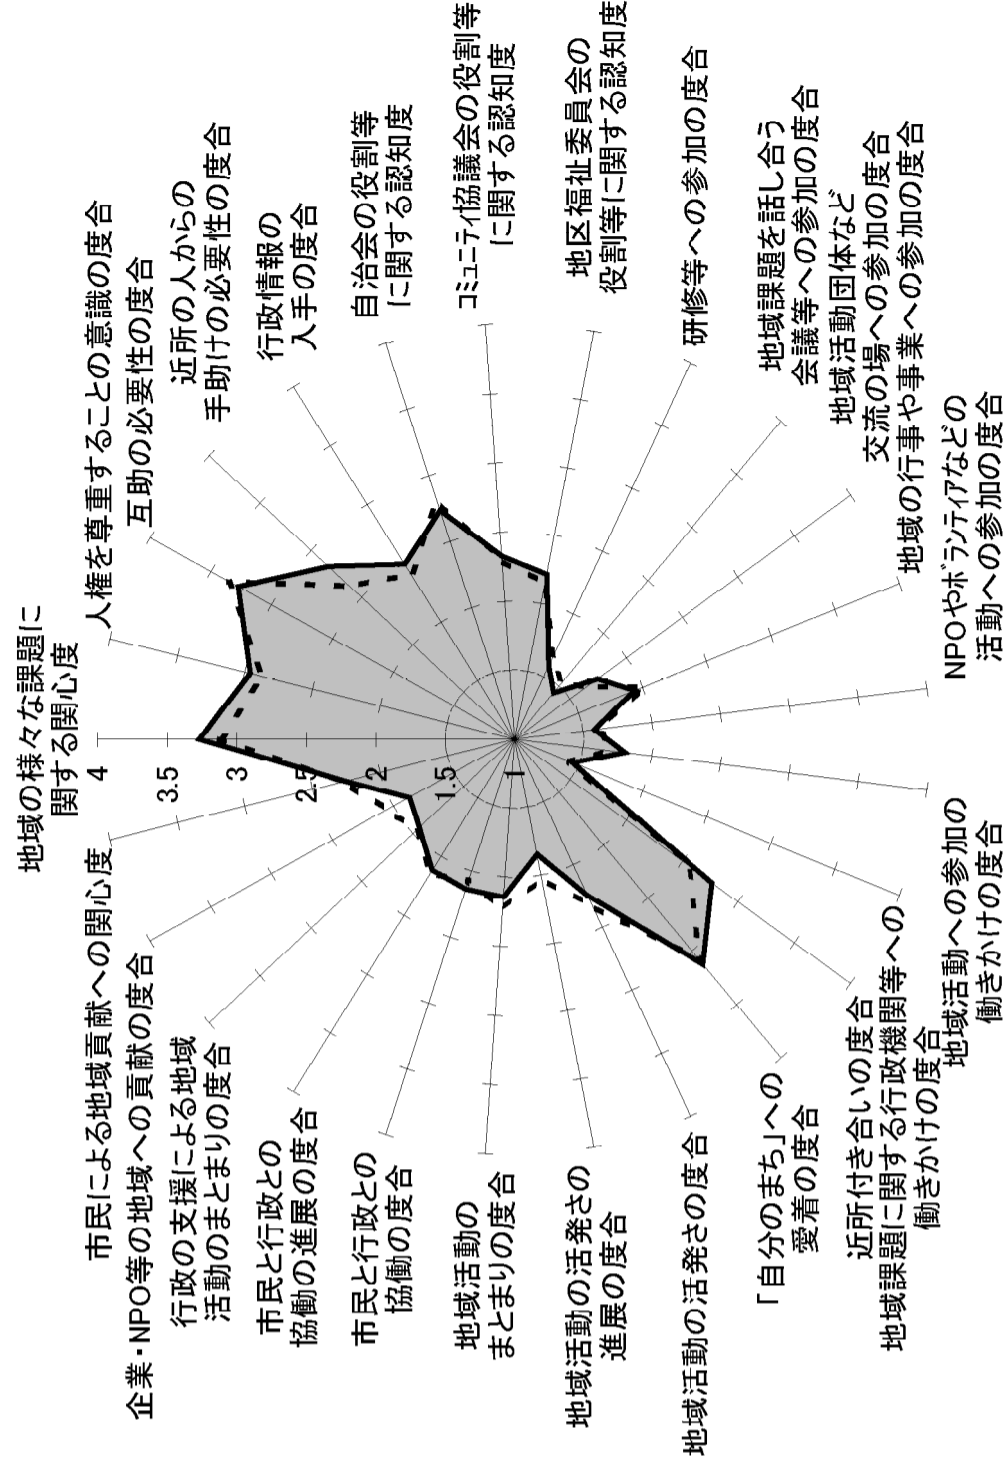 地域の様々な課題に
関する関心度
人権を尊重することの意識の度合
互助の必要性の度合
近所の人からの
手助けの必要性の度合
行政情報の
入手の度合
自治会の役割等
に関する認知度
コミュニティ協議会の役割等
に関する認知度
地区福祉委員会の
役割等に関する認知度
研修等への参加の度合
地域課題を話し合う
会議等への参加の度合
地域活動団体など
交流の場への参加の度合
地域の行事や事業への参加の度合
NPOやボランティアなどの
活動への参加の度合
地域活動への参加の
働きかけの度合
地域課題に関する行政機関等への
働きかけの度合
近所付き合いの度合
「自分のまち」への
愛着の度合
地域活動の活発さの度合
地域活動の活発さの
進展の度合
地域活動の
まとまりの度合
市民と行政との
協働の度合
市民と行政との
協働の進展の度合
行政の支援による地域
活動のまとまりの度合
企業・NPO等の地域への貢献の度合
市民による地域貢献への関心度
4
3.5
3
2.5
2
1.5
1